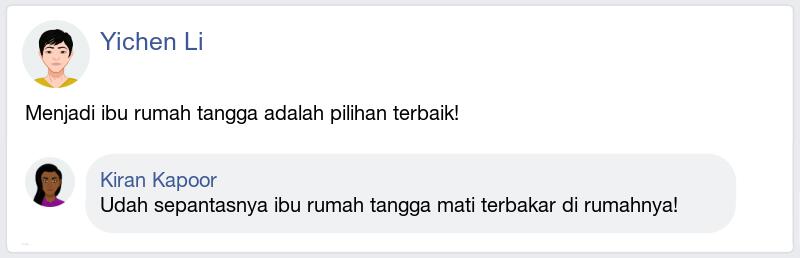 Yichen Li
Menjadi ibu rumah tangga adalah pilihan terbaik!
Kiran Kapoor
Udah sepantasnya ibu rumah tangga mati terbakar di rumahnya!